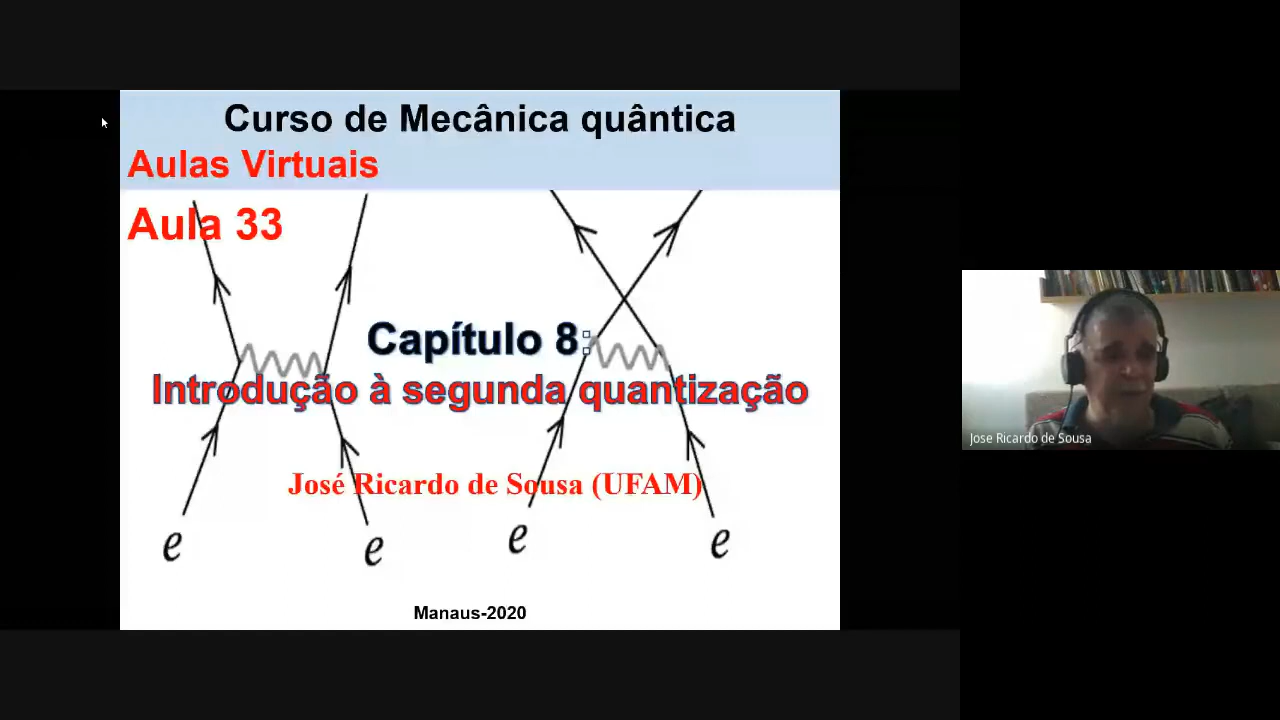 Curso de Mecânica quântica
Aulas Virtuais
Aula 33
Capítulo 8:
Introdução à segunda quantização
José Ricardo de Sousa (UFAM)
e e e e
Manaus-2020
Jose Ricardo de Sousa